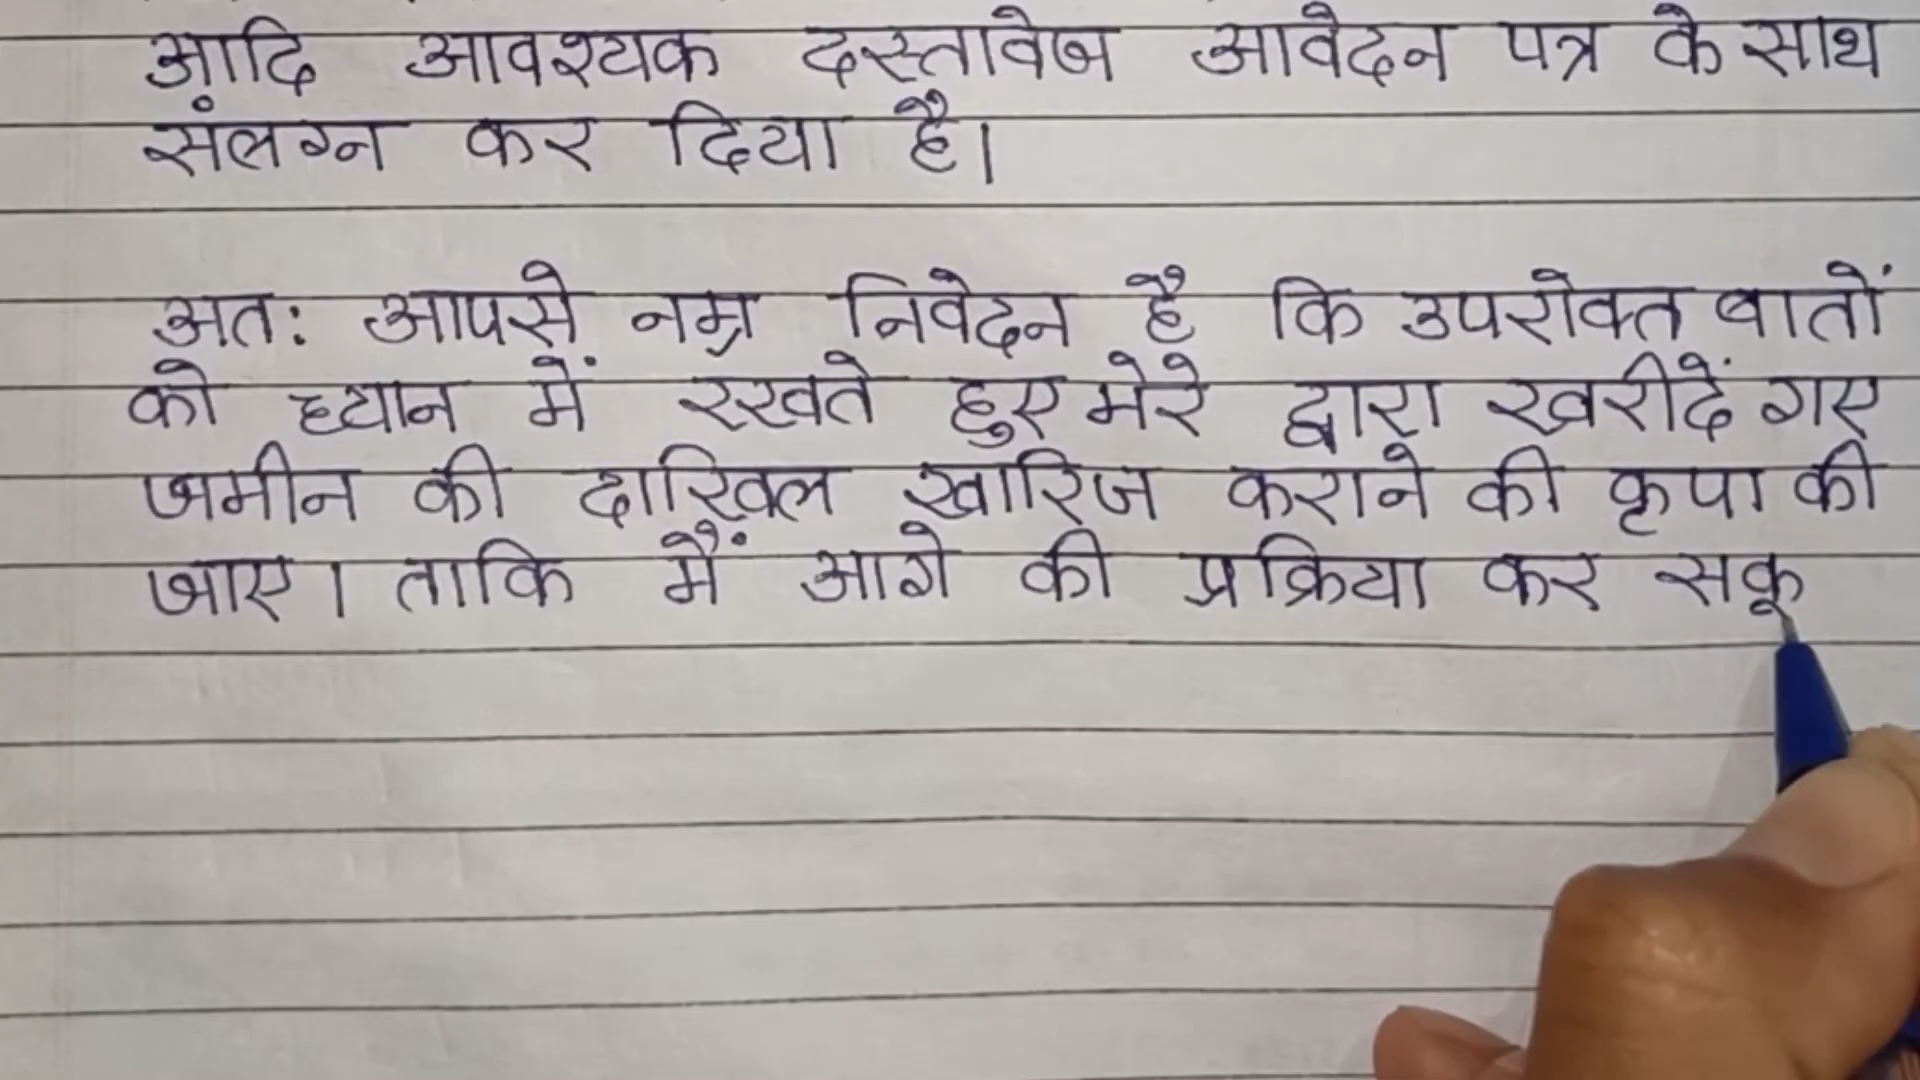 आदि आवश्यक दस्तावेज आवेदन पत्र के साथ
संलग्न कर दिया है।
अत: आपसे नम्र निवेदन है कि उपरोक्त बातों
को ध्यान में रखते हुए मेरे द्वारा खरीदें गए
जमीन की दाखिल खारिज कराने की कृपा की
जाए। ताकि मैं आगे की प्रक्रिया कर सकू